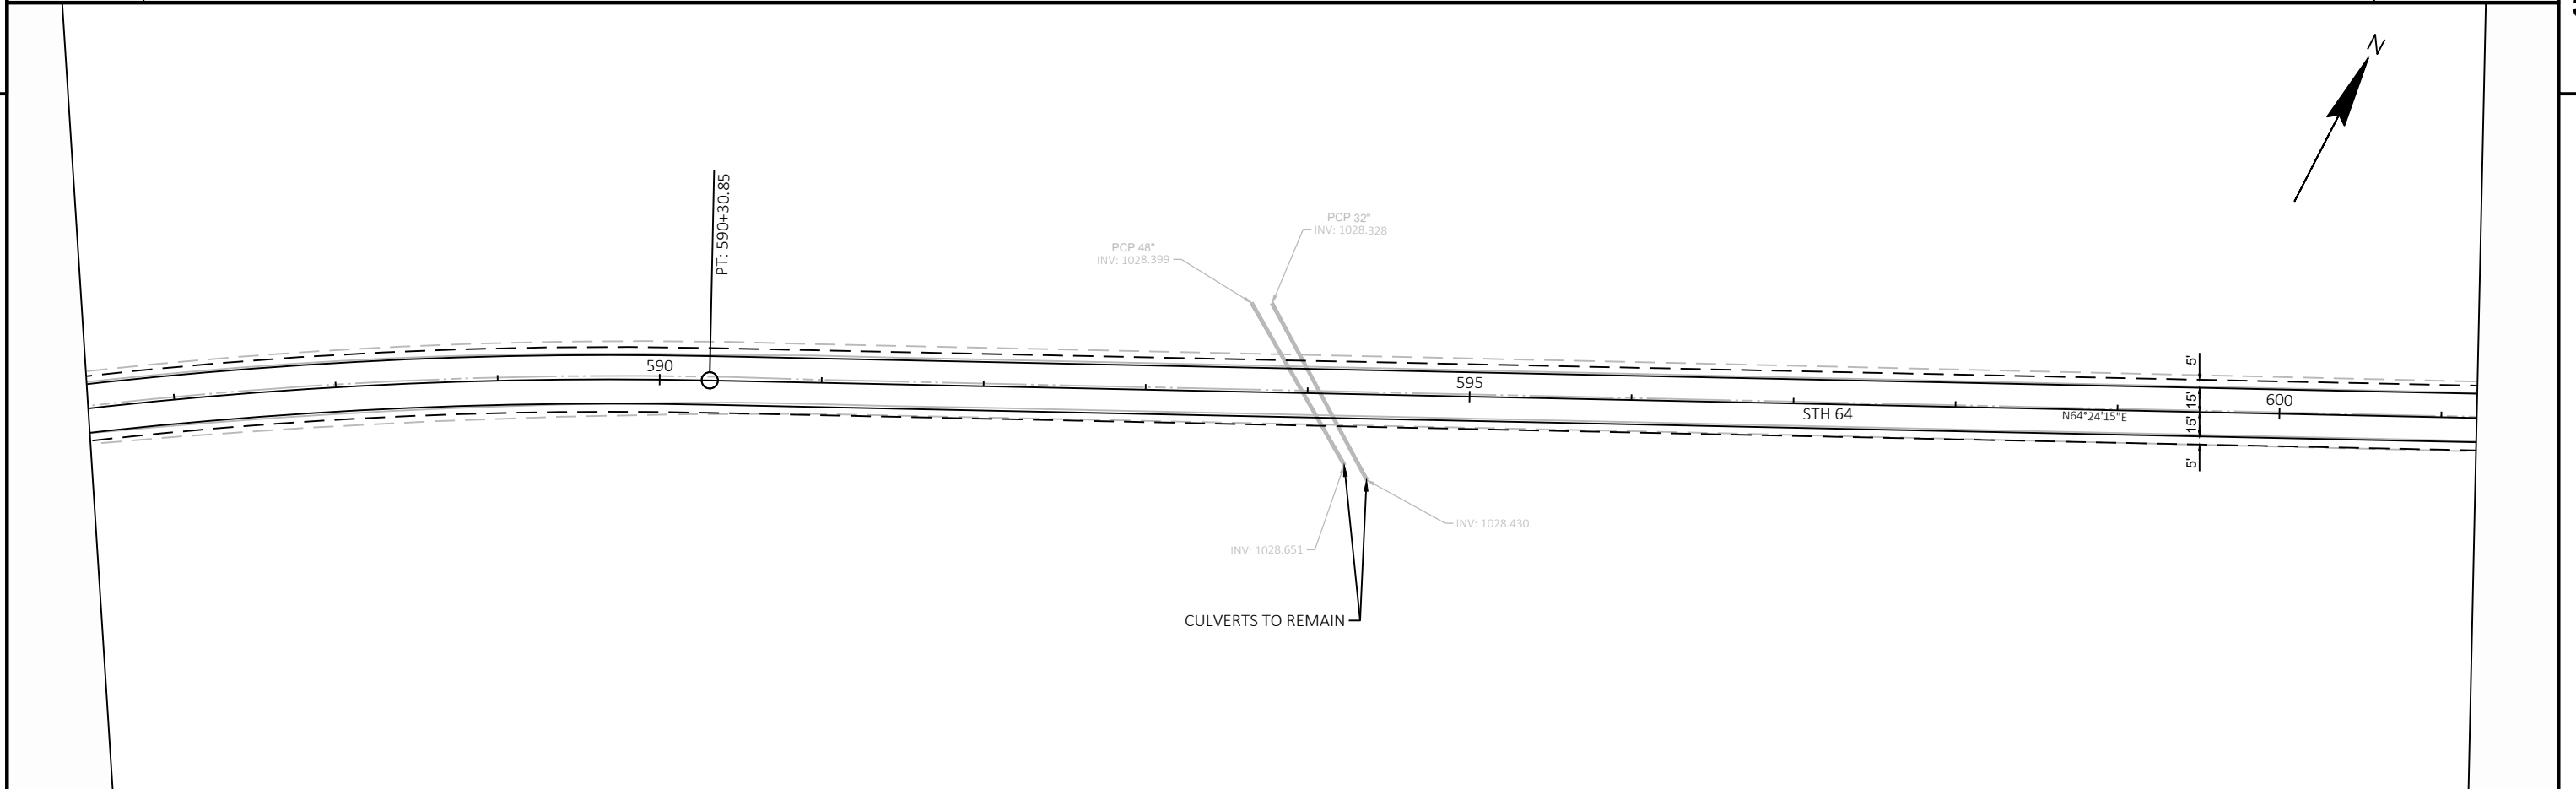 N
PT: 590+30.85
PCP 32"
INV: 1028.328
PCP 48"
INV: 1028.399
590
595
600
STH 64
N64°24'15"E
5'
15'
15'
5'
INV: 1028.430
INV: 1028.651
CULVERTS TO REMAIN